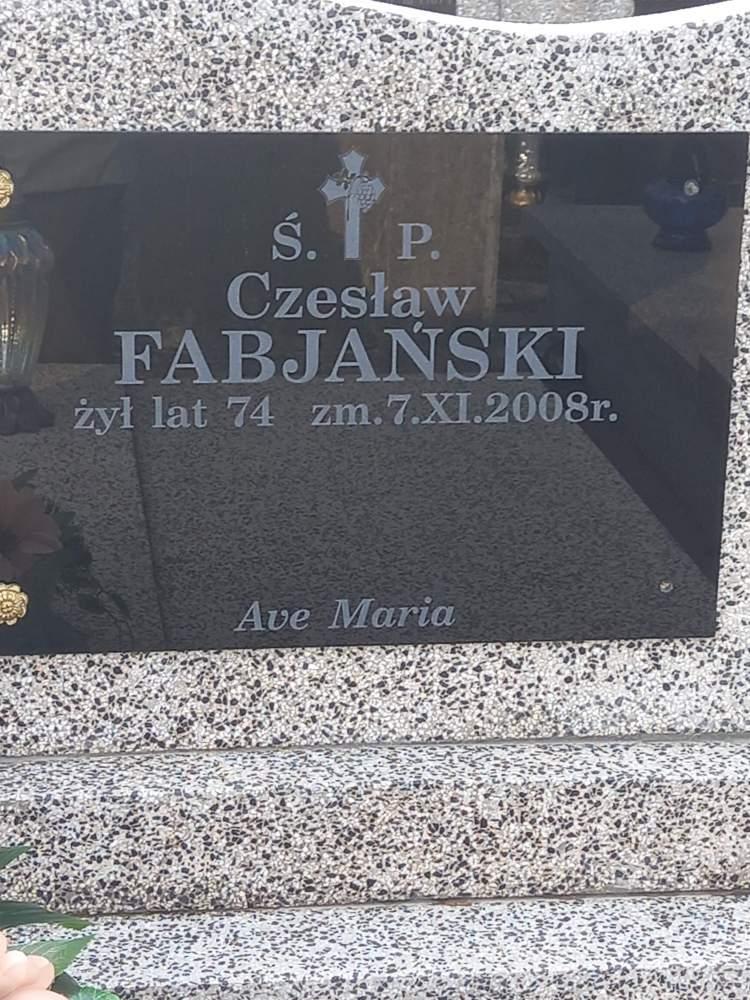 Ś. P.
Czesław
FABJAŃSKI
żył lat 74 zm.7.XI.2008r.
Ave Maria